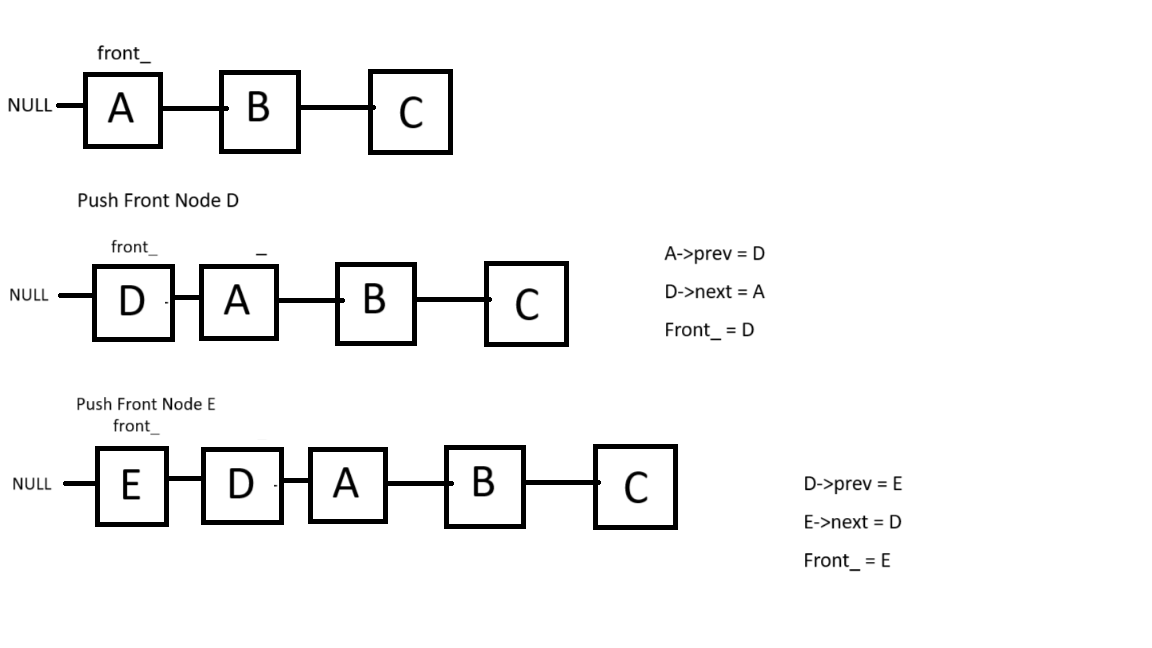 front_
NULL A B C
Push Front Node D
front_ _
NULL D A B C
A->prev = D
D->next = A
Front_ = D
Push Front Node E
front_
NULL E D A B C
D->prev = E
E->next = D
Front_ = E